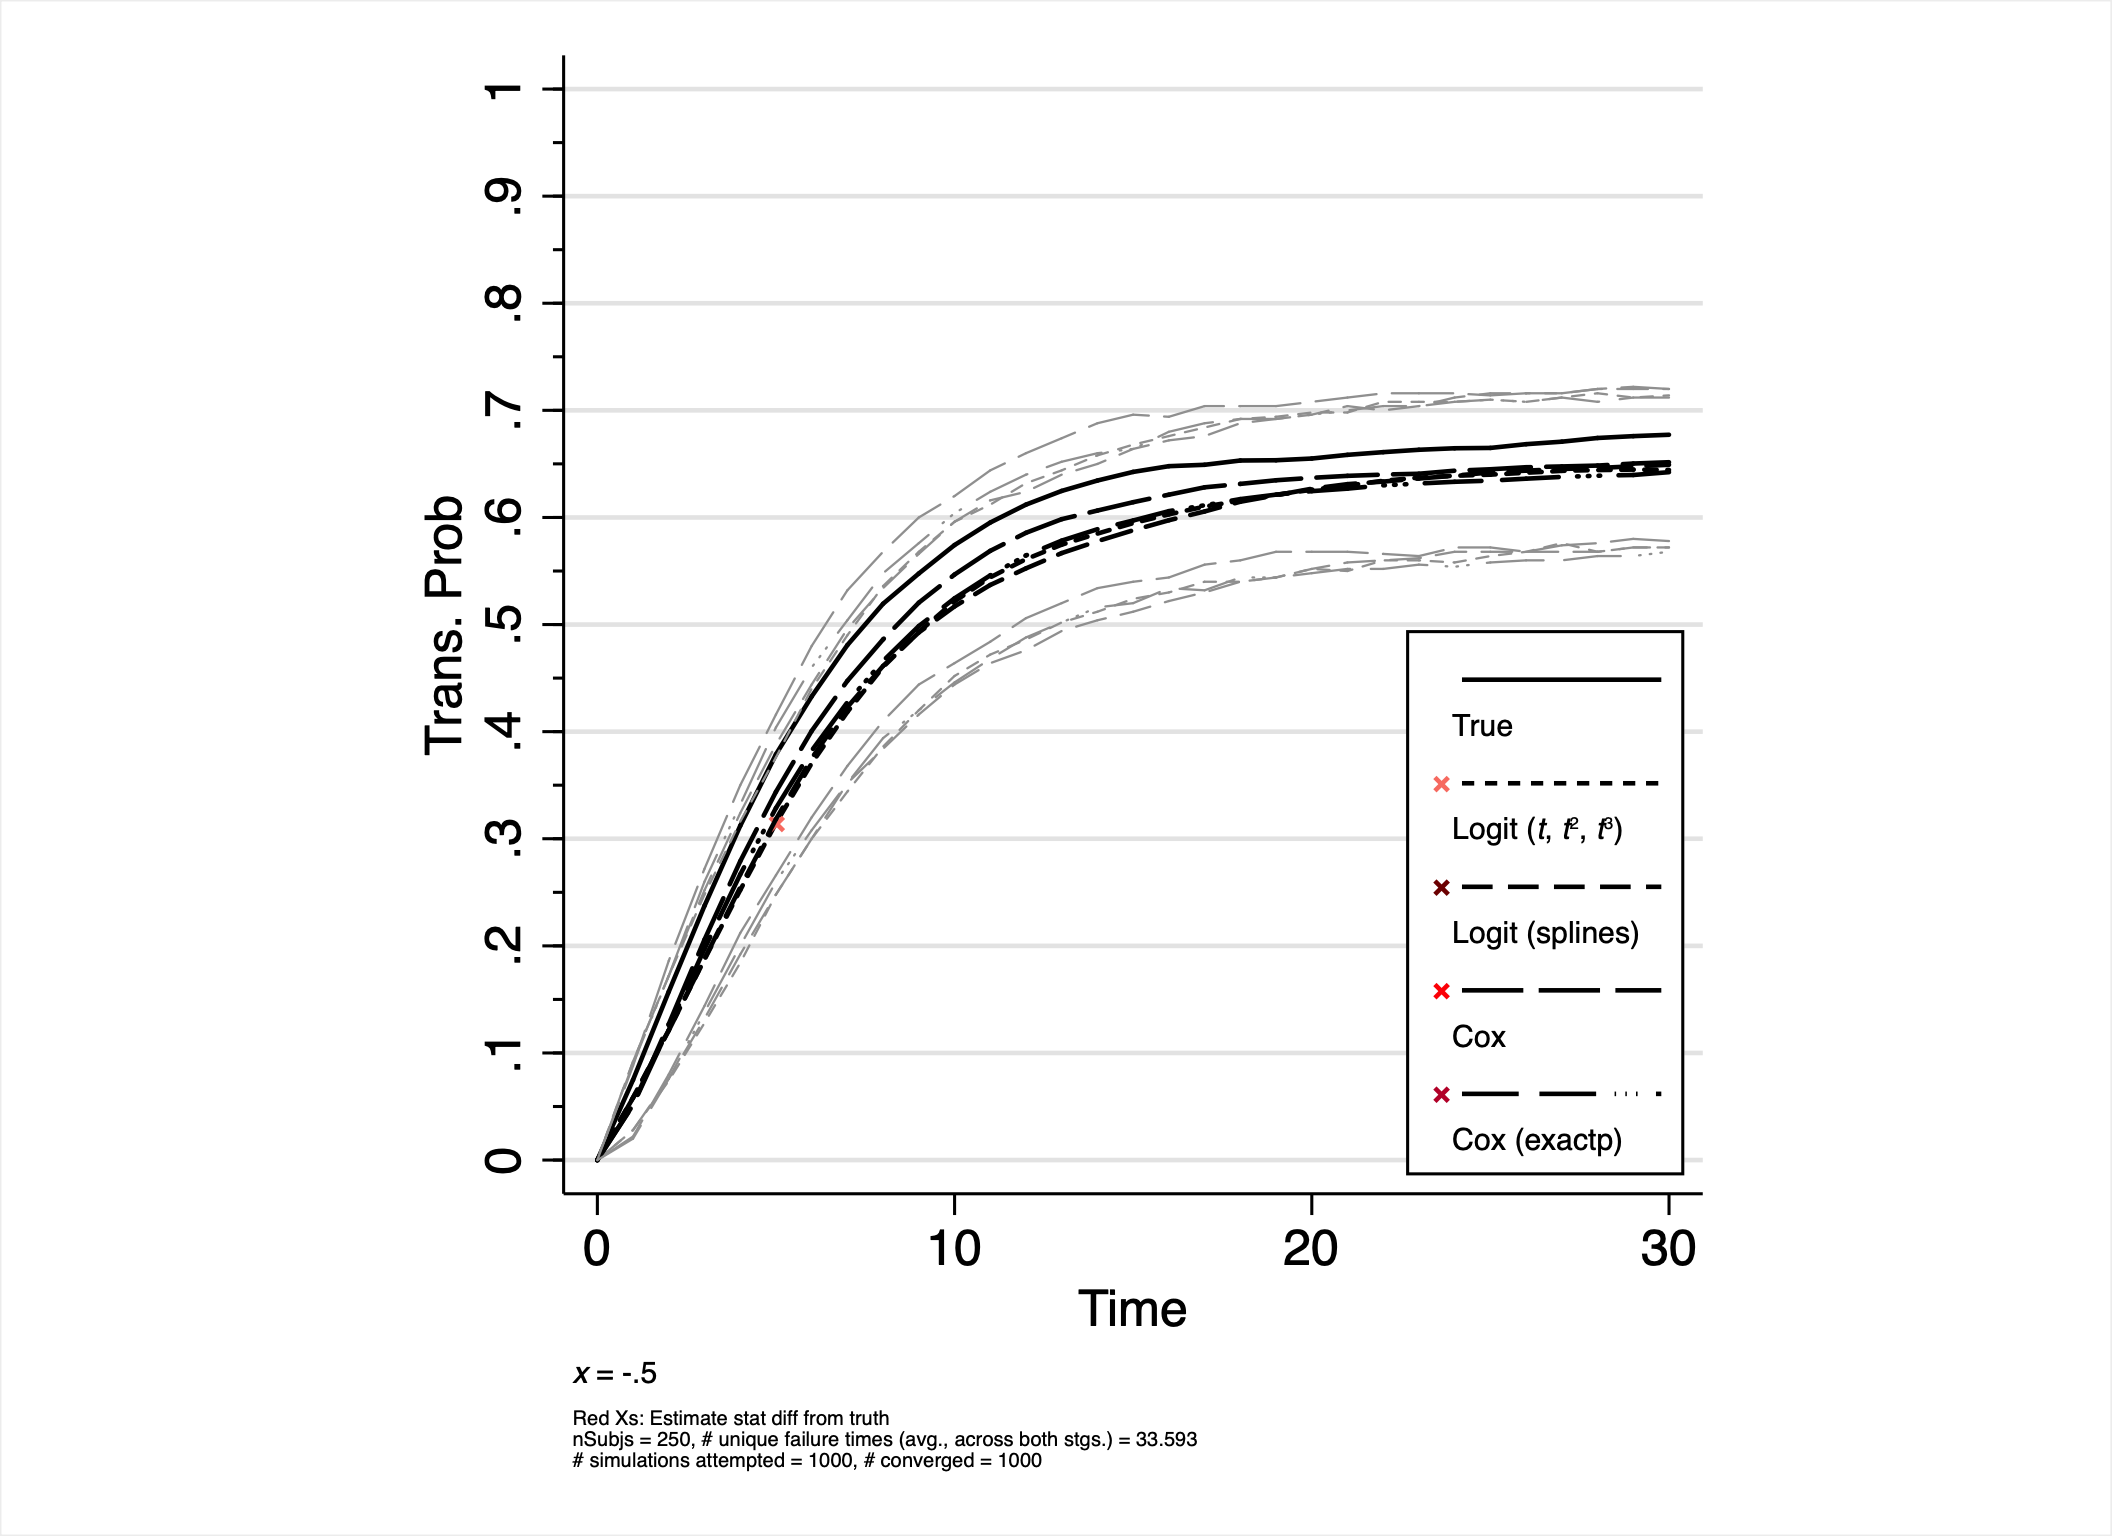 1
.9
.8
.7
.6
.5
.4
.3
.2
.1
0
Trans. Prob
True
Logit (t, t², t³)
Logit (splines)
Cox
Cox (exactp)
0 10 20 30
Time
x = -.5
Red Xs: Estimate stat diff from truth
nSubjs = 250, # unique failure times (avg., across both stgs.) = 33.593
# simulations attempted = 1000, # converged = 1000